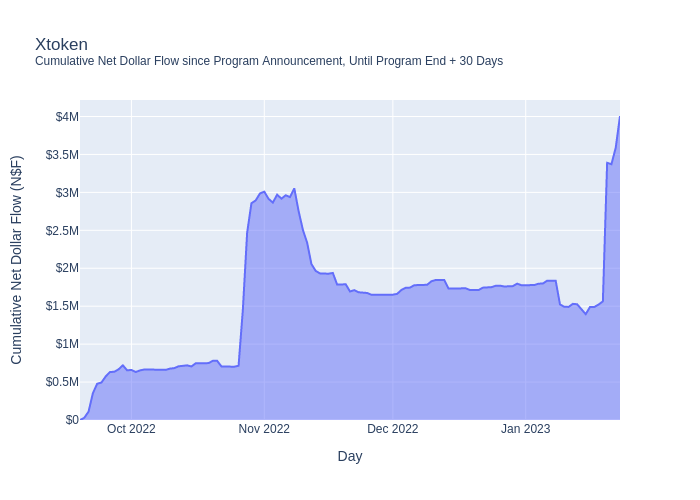 Xtoken
Cumulative Net Dollar Flow since Program Announcement, Until Program End + 30 Days
Cumulative Net Dollar Flow (N$F)
$4M
$3.5M
$3M
$2.5M
$2M
$1.5M
$1M
$0.5M
$0
Oct 2022
Nov 2022
Dec 2022
Jan 2023
Day